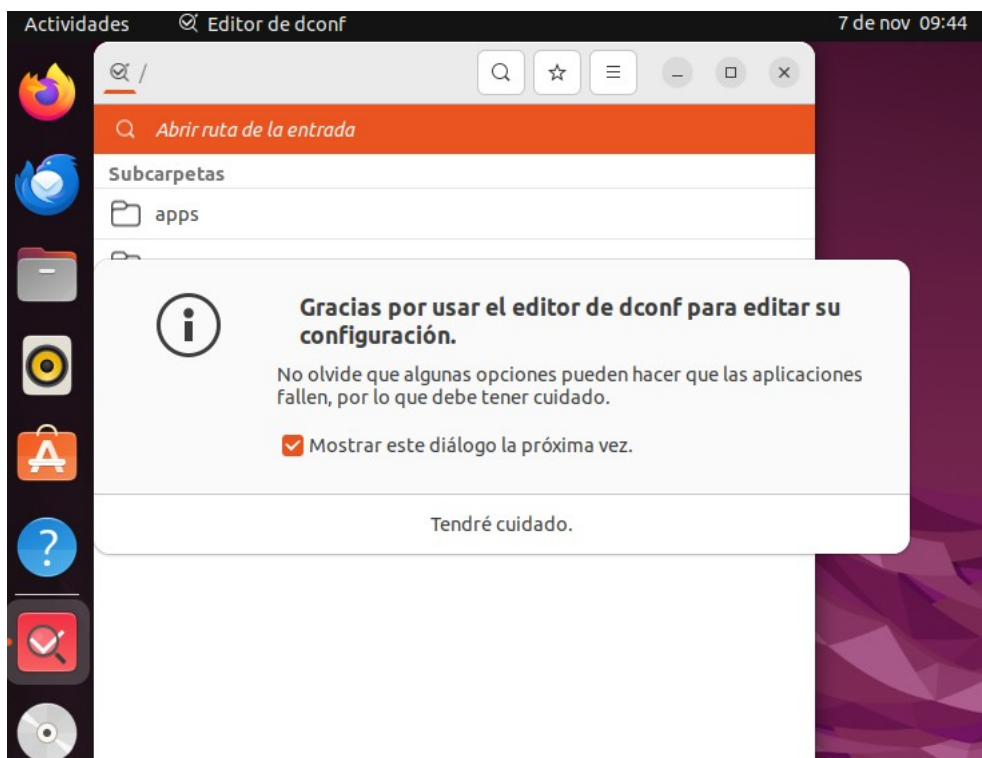 Actividades Editor de dconf 7 de nov 09:44
/
Abrir ruta de la entrada
Subcarpetas
apps
Gracias por usar el editor de dconf para editar su
configuración.
No olvide que algunas opciones pueden hacer que las aplicaciones
fallen, por lo que debe tener cuidado.
Mostrar este diálogo la próxima vez.
Tendré cuidado.